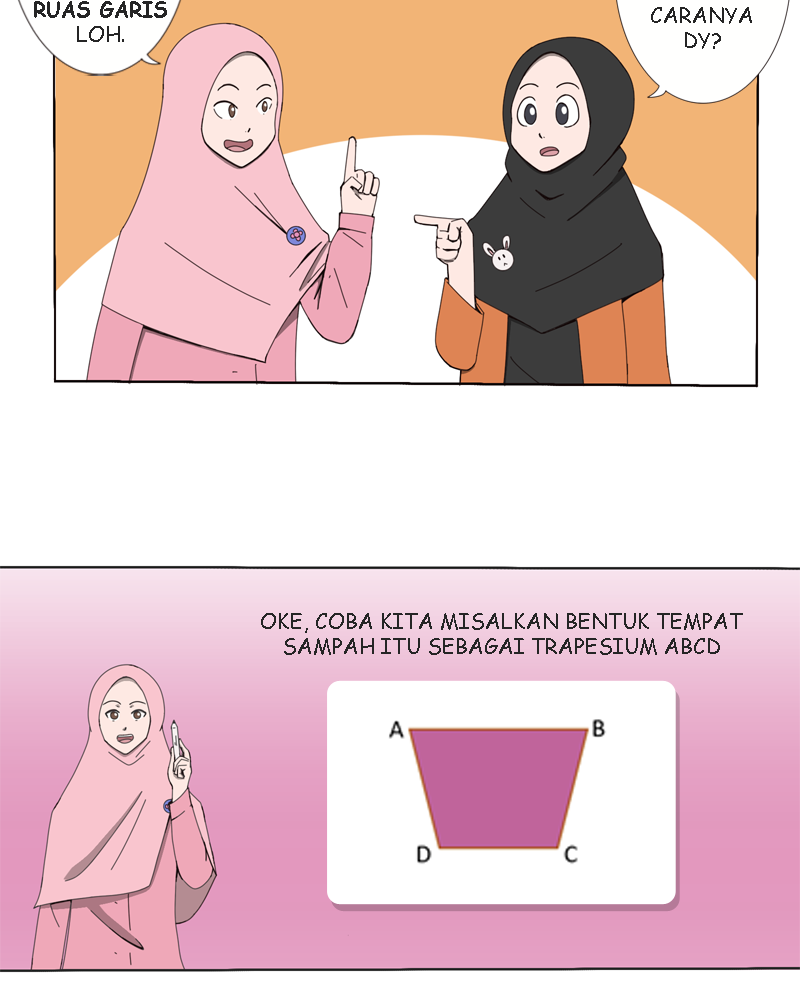 RUAS GARIS
LOH.
CARANYA
DY?
OKE, COBA KITA MISALKAN BENTUK TEMPAT
SAMPAH ITU SEBAGAI TRAPESIUM ABCD
A
B
D
C